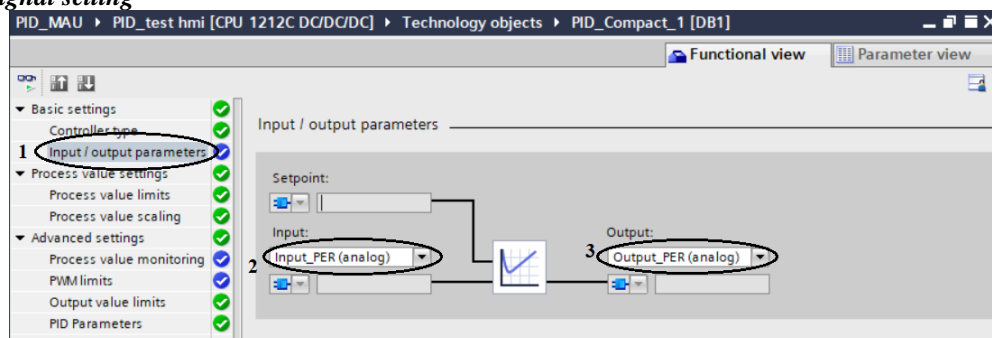 PID_MAU ▸ PID_test hmi [CPU 1212C DC/DC/DC] ▸ Technology objects ▸ PID_Compact_1 [DB1]
Functional view
Parameter view
Basic settings
Controller type
1 Input / output parameters
Process value settings
Process value limits
Process value scaling
Advanced settings
Process value monitoring
PWM limits
Output value limits
PID Parameters
Input / output parameters
Setpoint:
Input:
2 Input_PER (analog)
Output:
3 Output_PER (analog)